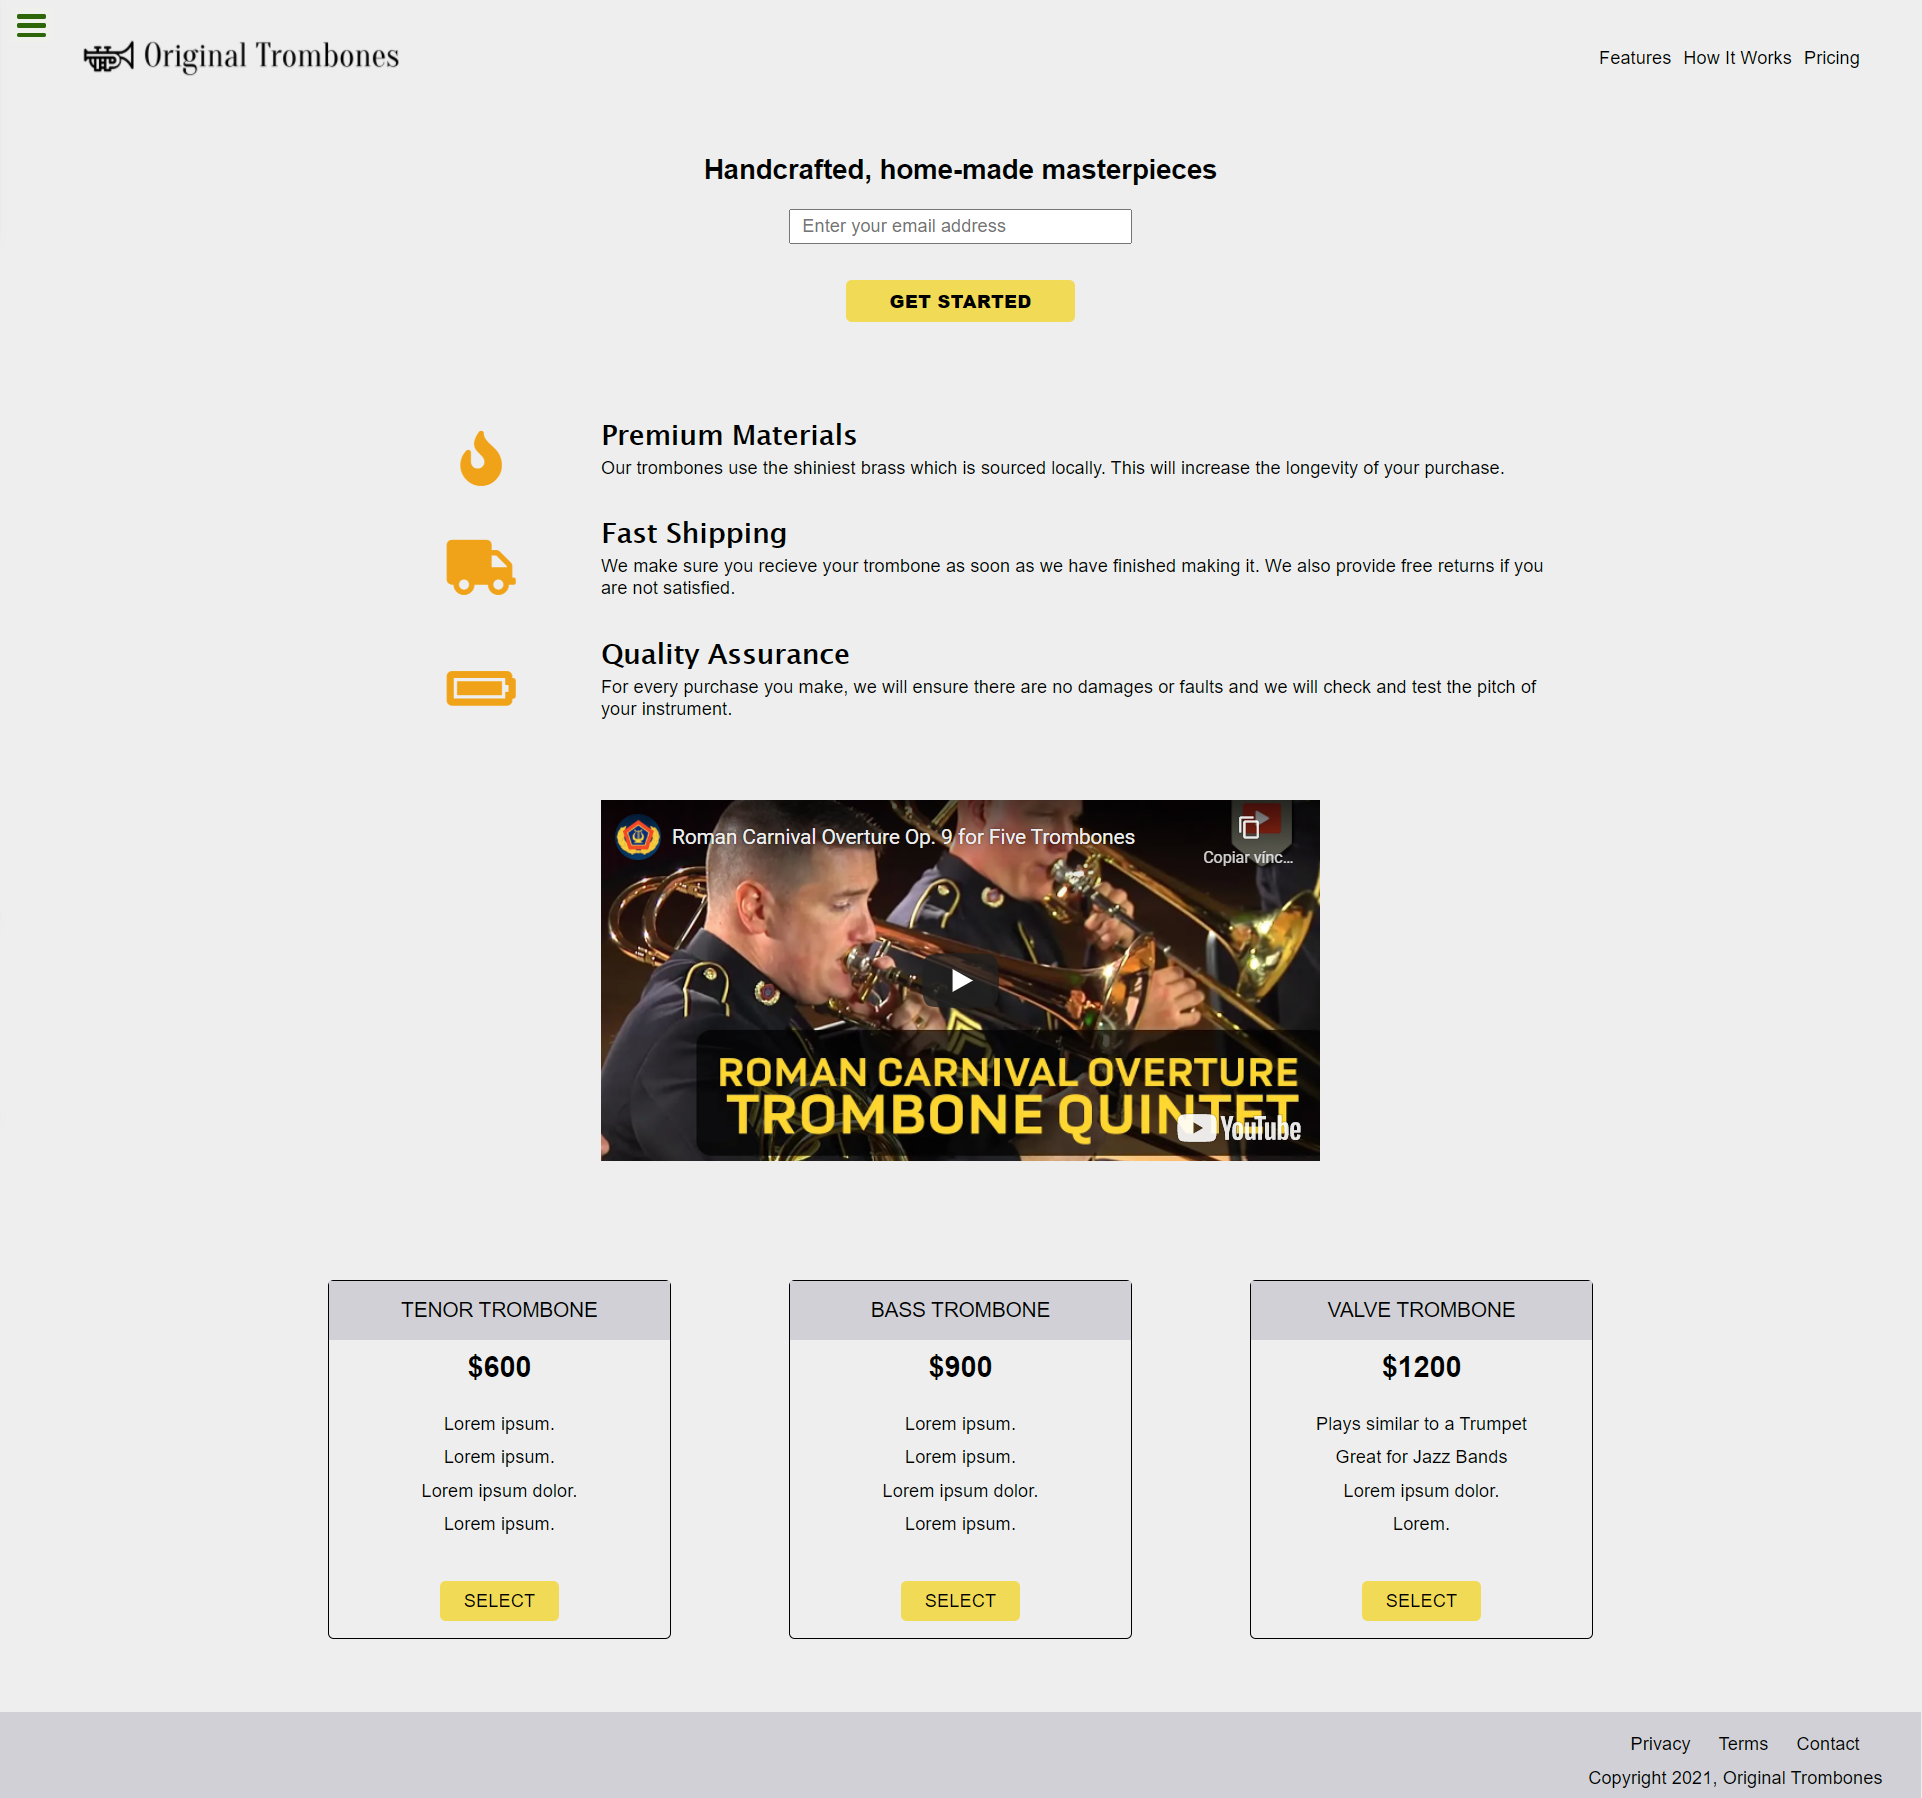 Original Trombones
Features How It Works Pricing
Handcrafted, home-made masterpieces
Enter your email address
GET STARTED
Premium Materials
Our trombones use the shiniest brass which is sourced locally. This will increase the longevity of your purchase.
Fast Shipping
We make sure you recieve your trombone as soon as we have finished making it. We also provide free returns if you
are not satisfied.
Quality Assurance
For every purchase you make, we will ensure there are no damages or faults and we will check and test the pitch of
your instrument.
Roman Carnival Overture Op. 9 for Five Trombones
Copiar vínc...
ROMAN CARNIVAL OVERTURE
TROMBONE QUINTET
YouTube
TENOR TROMBONE
$600
Lorem ipsum.
Lorem ipsum.
Lorem ipsum dolor.
Lorem ipsum.
SELECT
BASS TROMBONE
$900
Lorem ipsum.
Lorem ipsum.
Lorem ipsum dolor.
Lorem ipsum.
SELECT
VALVE TROMBONE
$1200
Plays similar to a Trumpet
Great for Jazz Bands
Lorem ipsum dolor.
Lorem.
SELECT
Privacy Terms Contact
Copyright 2021, Original Trombones